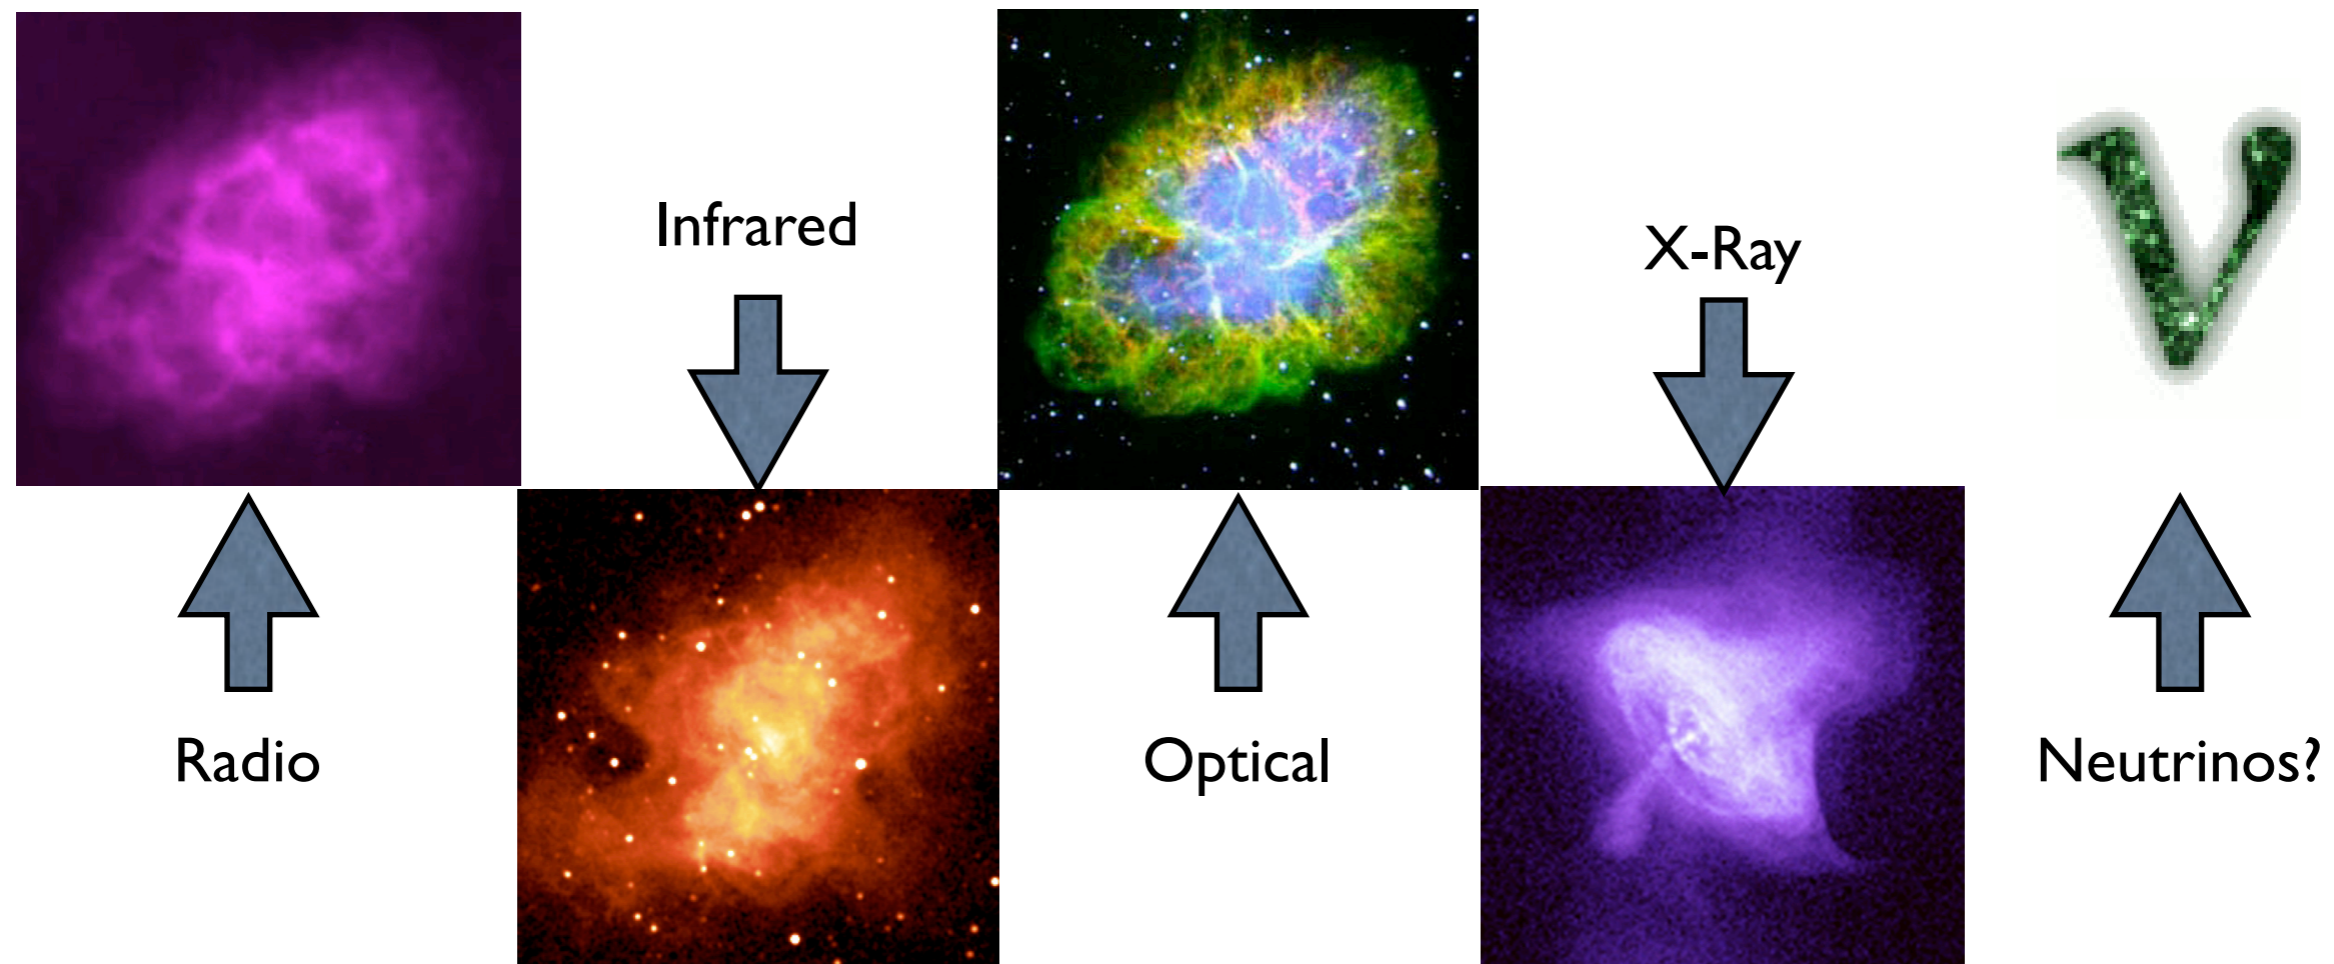 Infrared
X-Ray
ν
Radio
Optical
Neutrinos?